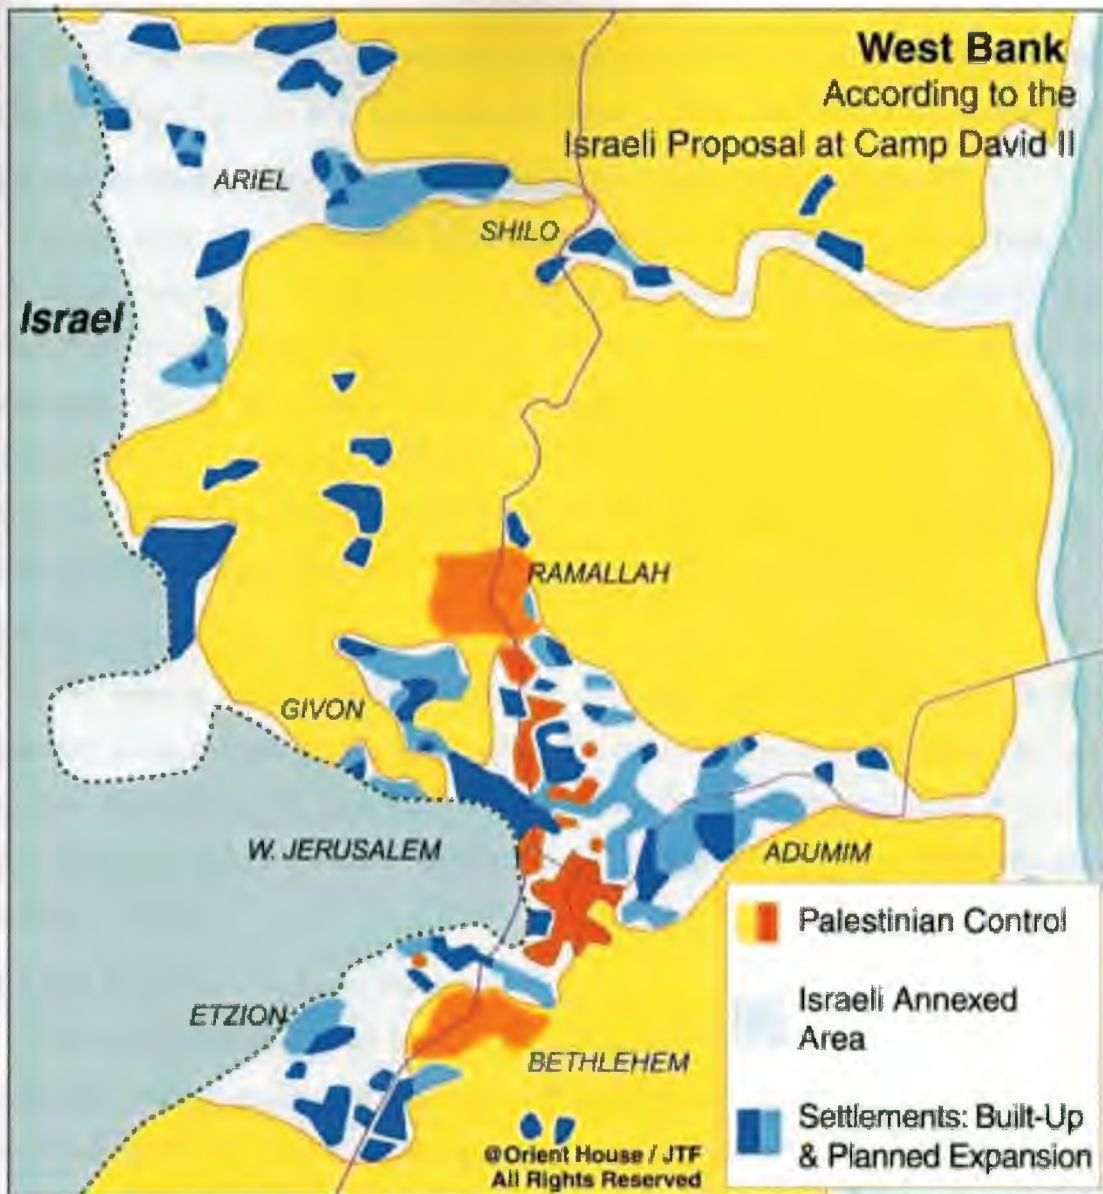 West Bank
According to the
Israeli Proposal at Camp David II
ARIEL
SHILO
Israel
RAMALLAH
GIVON
W. JERUSALEM
ADUMIM
ETZION
BETHLEHEM
Palestinian Control
Israeli Annexed
Area
Settlements: Built-Up
& Planned Expansion
@Orient House / JTF
All Rights Reserved